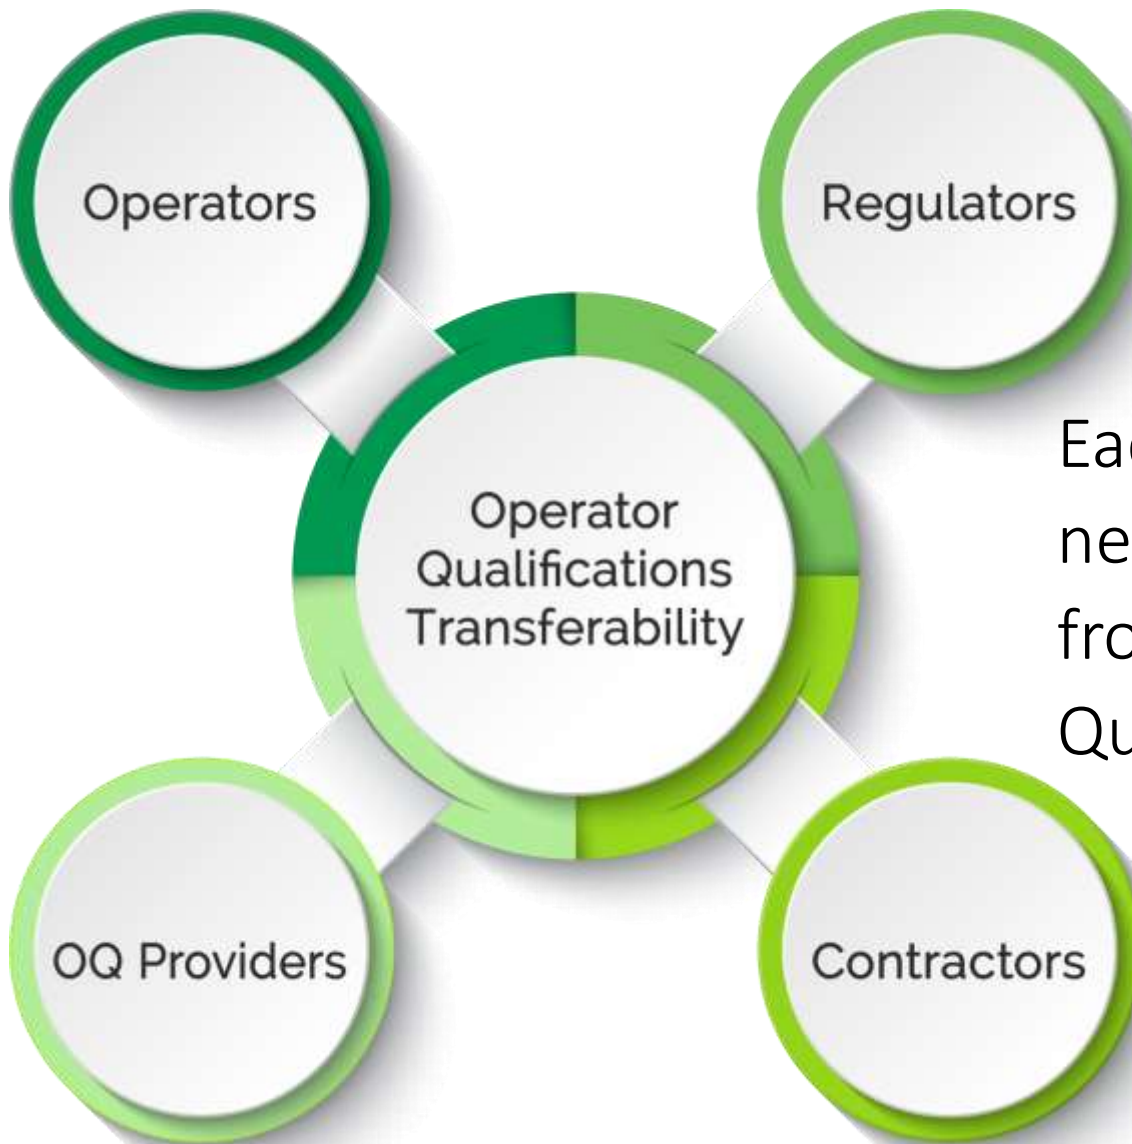 Operators
Regulators
Operator
Qualifications
Transferability
OQ Providers
Contractors